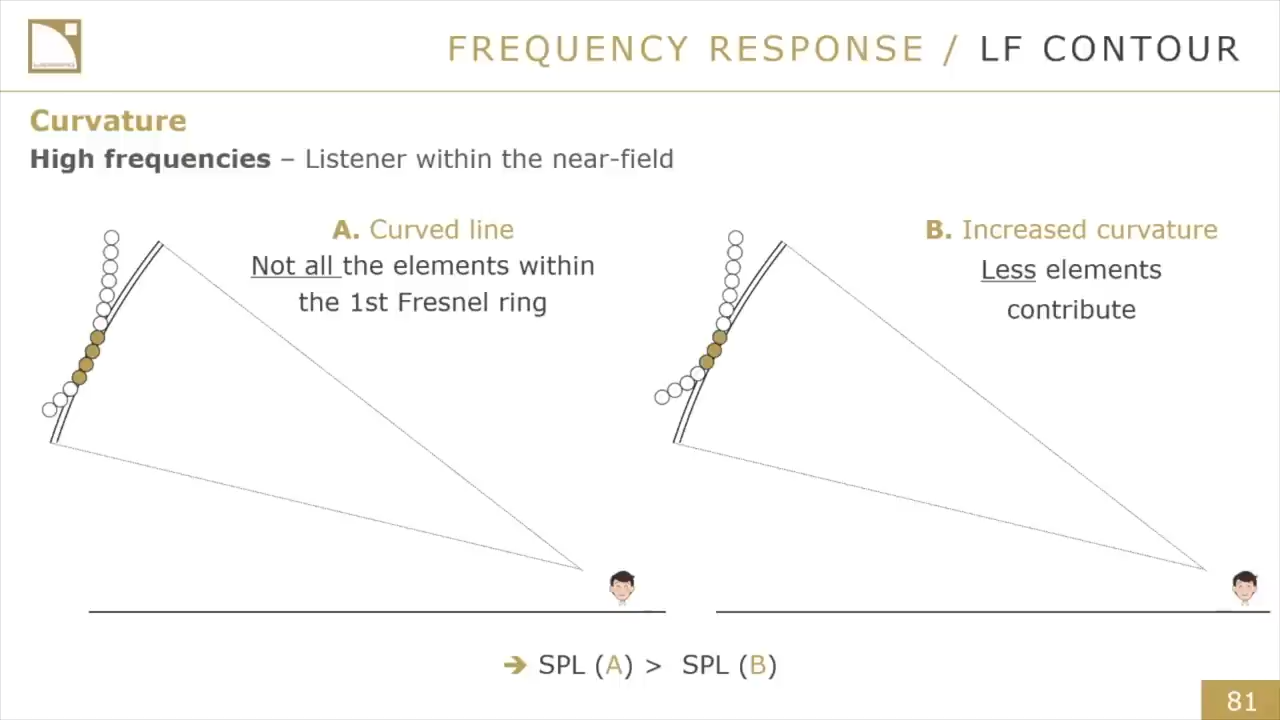 FREQUENCY RESPONSE / LF CONTOUR
Curvature
High frequencies – Listener within the near-field
A. Curved line
Not all the elements within
the 1st Fresnel ring
B. Increased curvature
Less elements
contribute
➔ SPL (A) > SPL (B)
81